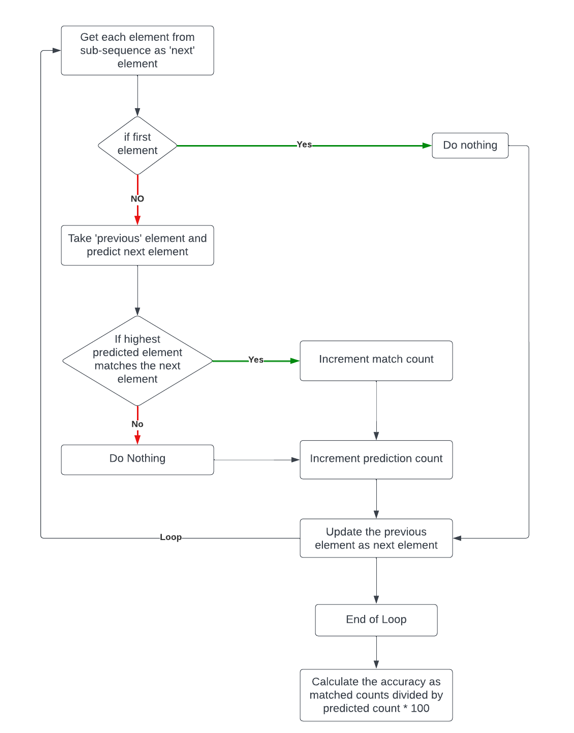 Get each element from
sub-sequence as 'next'
element
if first
element
Yes
Do nothing
NO
Take 'previous' element and
predict next element
If highest
predicted element
matches the next
element
Yes
Increment match count
No
Do Nothing
Increment prediction count
Loop
Update the previous
element as next element
End of Loop
Calculate the accuracy as
matched counts divided by
predicted count * 100